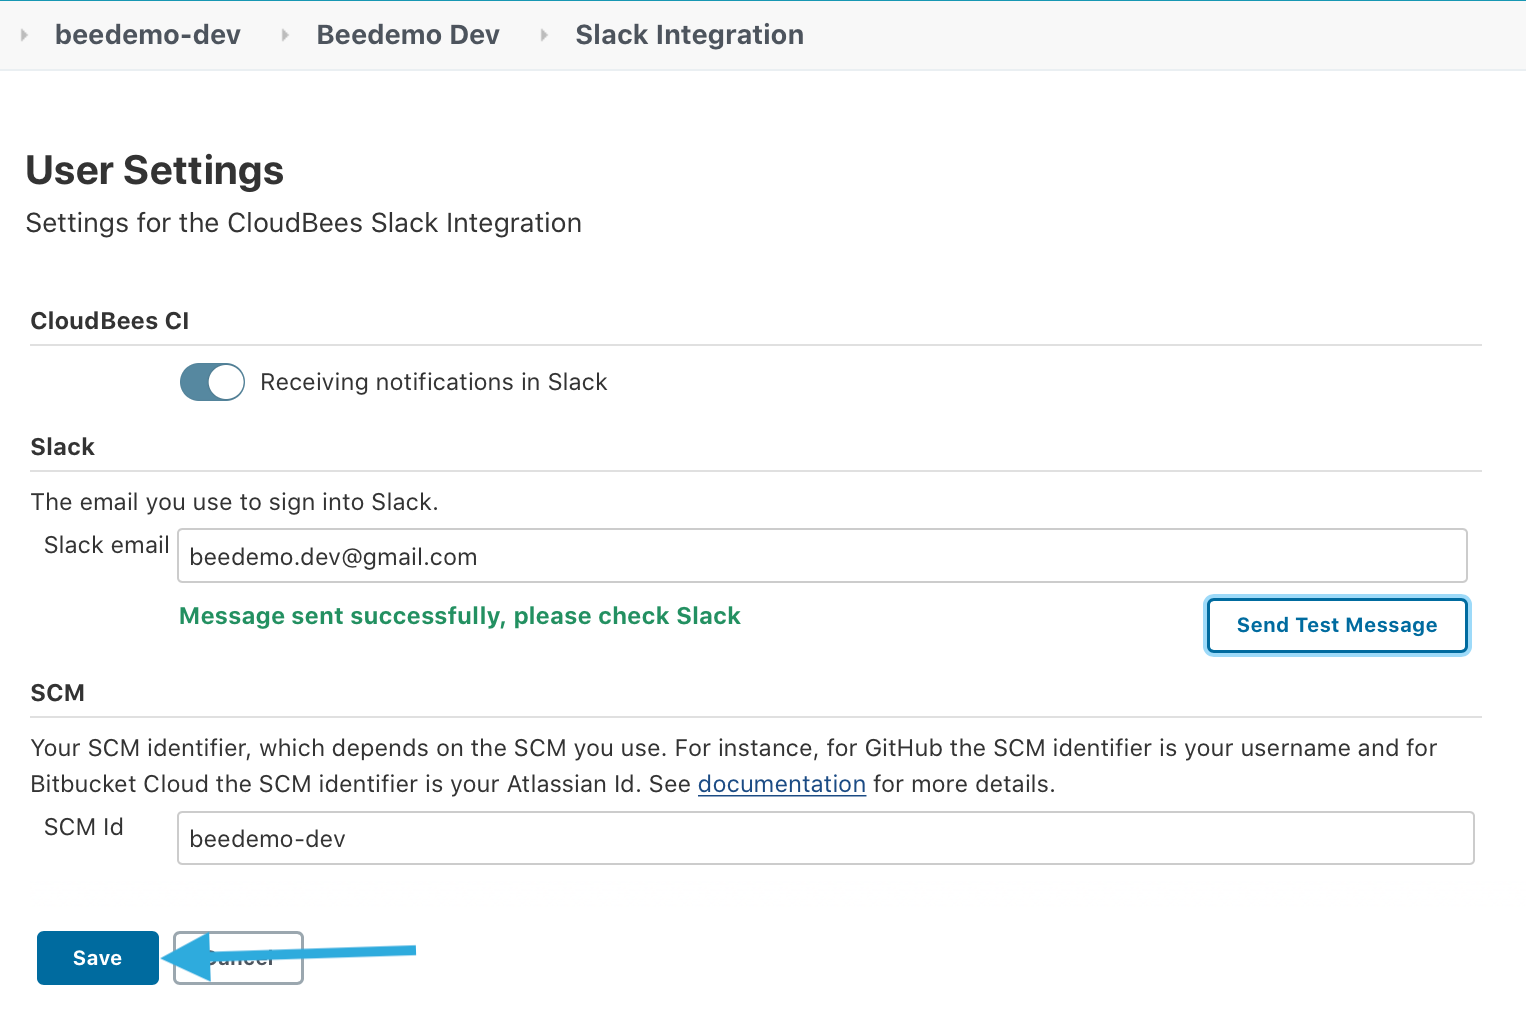 beedemo-dev Beedemo Dev Slack Integration
User Settings
Settings for the CloudBees Slack Integration
CloudBees CI
Receiving notifications in Slack
Slack
The email you use to sign into Slack.
Slack email beedemo.dev@gmail.com
Message sent successfully, please check Slack
Send Test Message
SCM
Your SCM identifier, which depends on the SCM you use. For instance, for GitHub the SCM identifier is your username and for
Bitbucket Cloud the SCM identifier is your Atlassian Id. See documentation for more details.
SCM Id beedemo-dev
Save Cancel